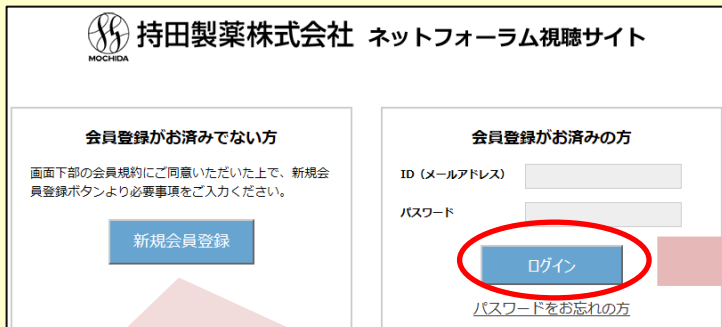 MOCHIDA
持田製薬株式会社 ネットフォーラム視聴サイト
会員登録がお済みでない方
画面下部の会員規約にご同意いただいた上で、新規会
員登録ボタンより必要事項をご入力ください。
新規会員登録
会員登録がお済みの方
ID（メールアドレス）
パスワード
ログイン
パスワードをお忘れの方